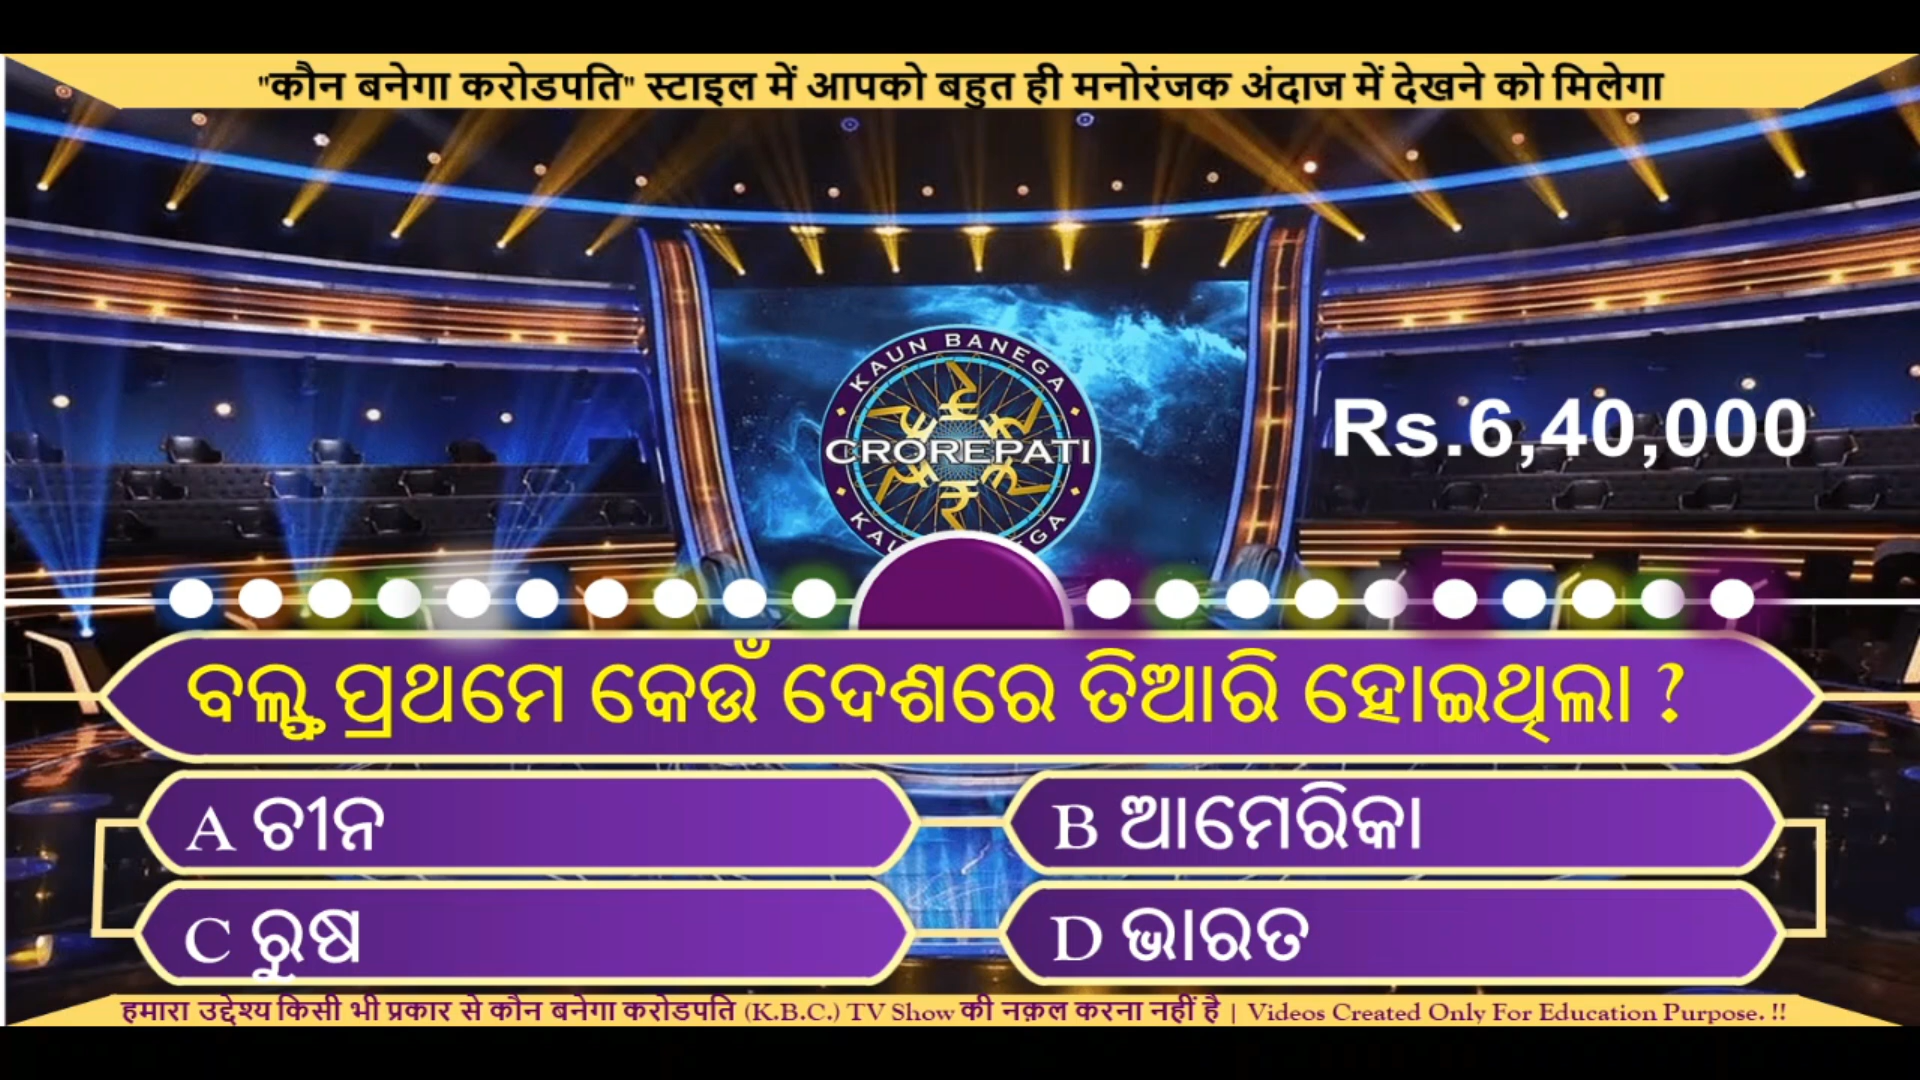 "कौन बनेगा करोडपति" स्टाइल में आपको बहुत ही मनोरंजक अंदाज में देखने को मिलेगा
KAUN BANEGA
CROREPATI
Rs.6,40,000
ବଲ୍ଫ ପ୍ରଥମେ କେଉଁ ଦେଶରେ ତିଆରି ହୋଇଥିଲା ?
A ଚୀନ
B ଆମେରିକା
C ରୁଷ
D ଭାରତ
हमारा उद्देश्य किसी भी प्रकार से कौन बनेगा करोडपति (K.B.C.) TV Show की नक़ल करना नहीं है | Videos Created Only For Education Purpose. !!